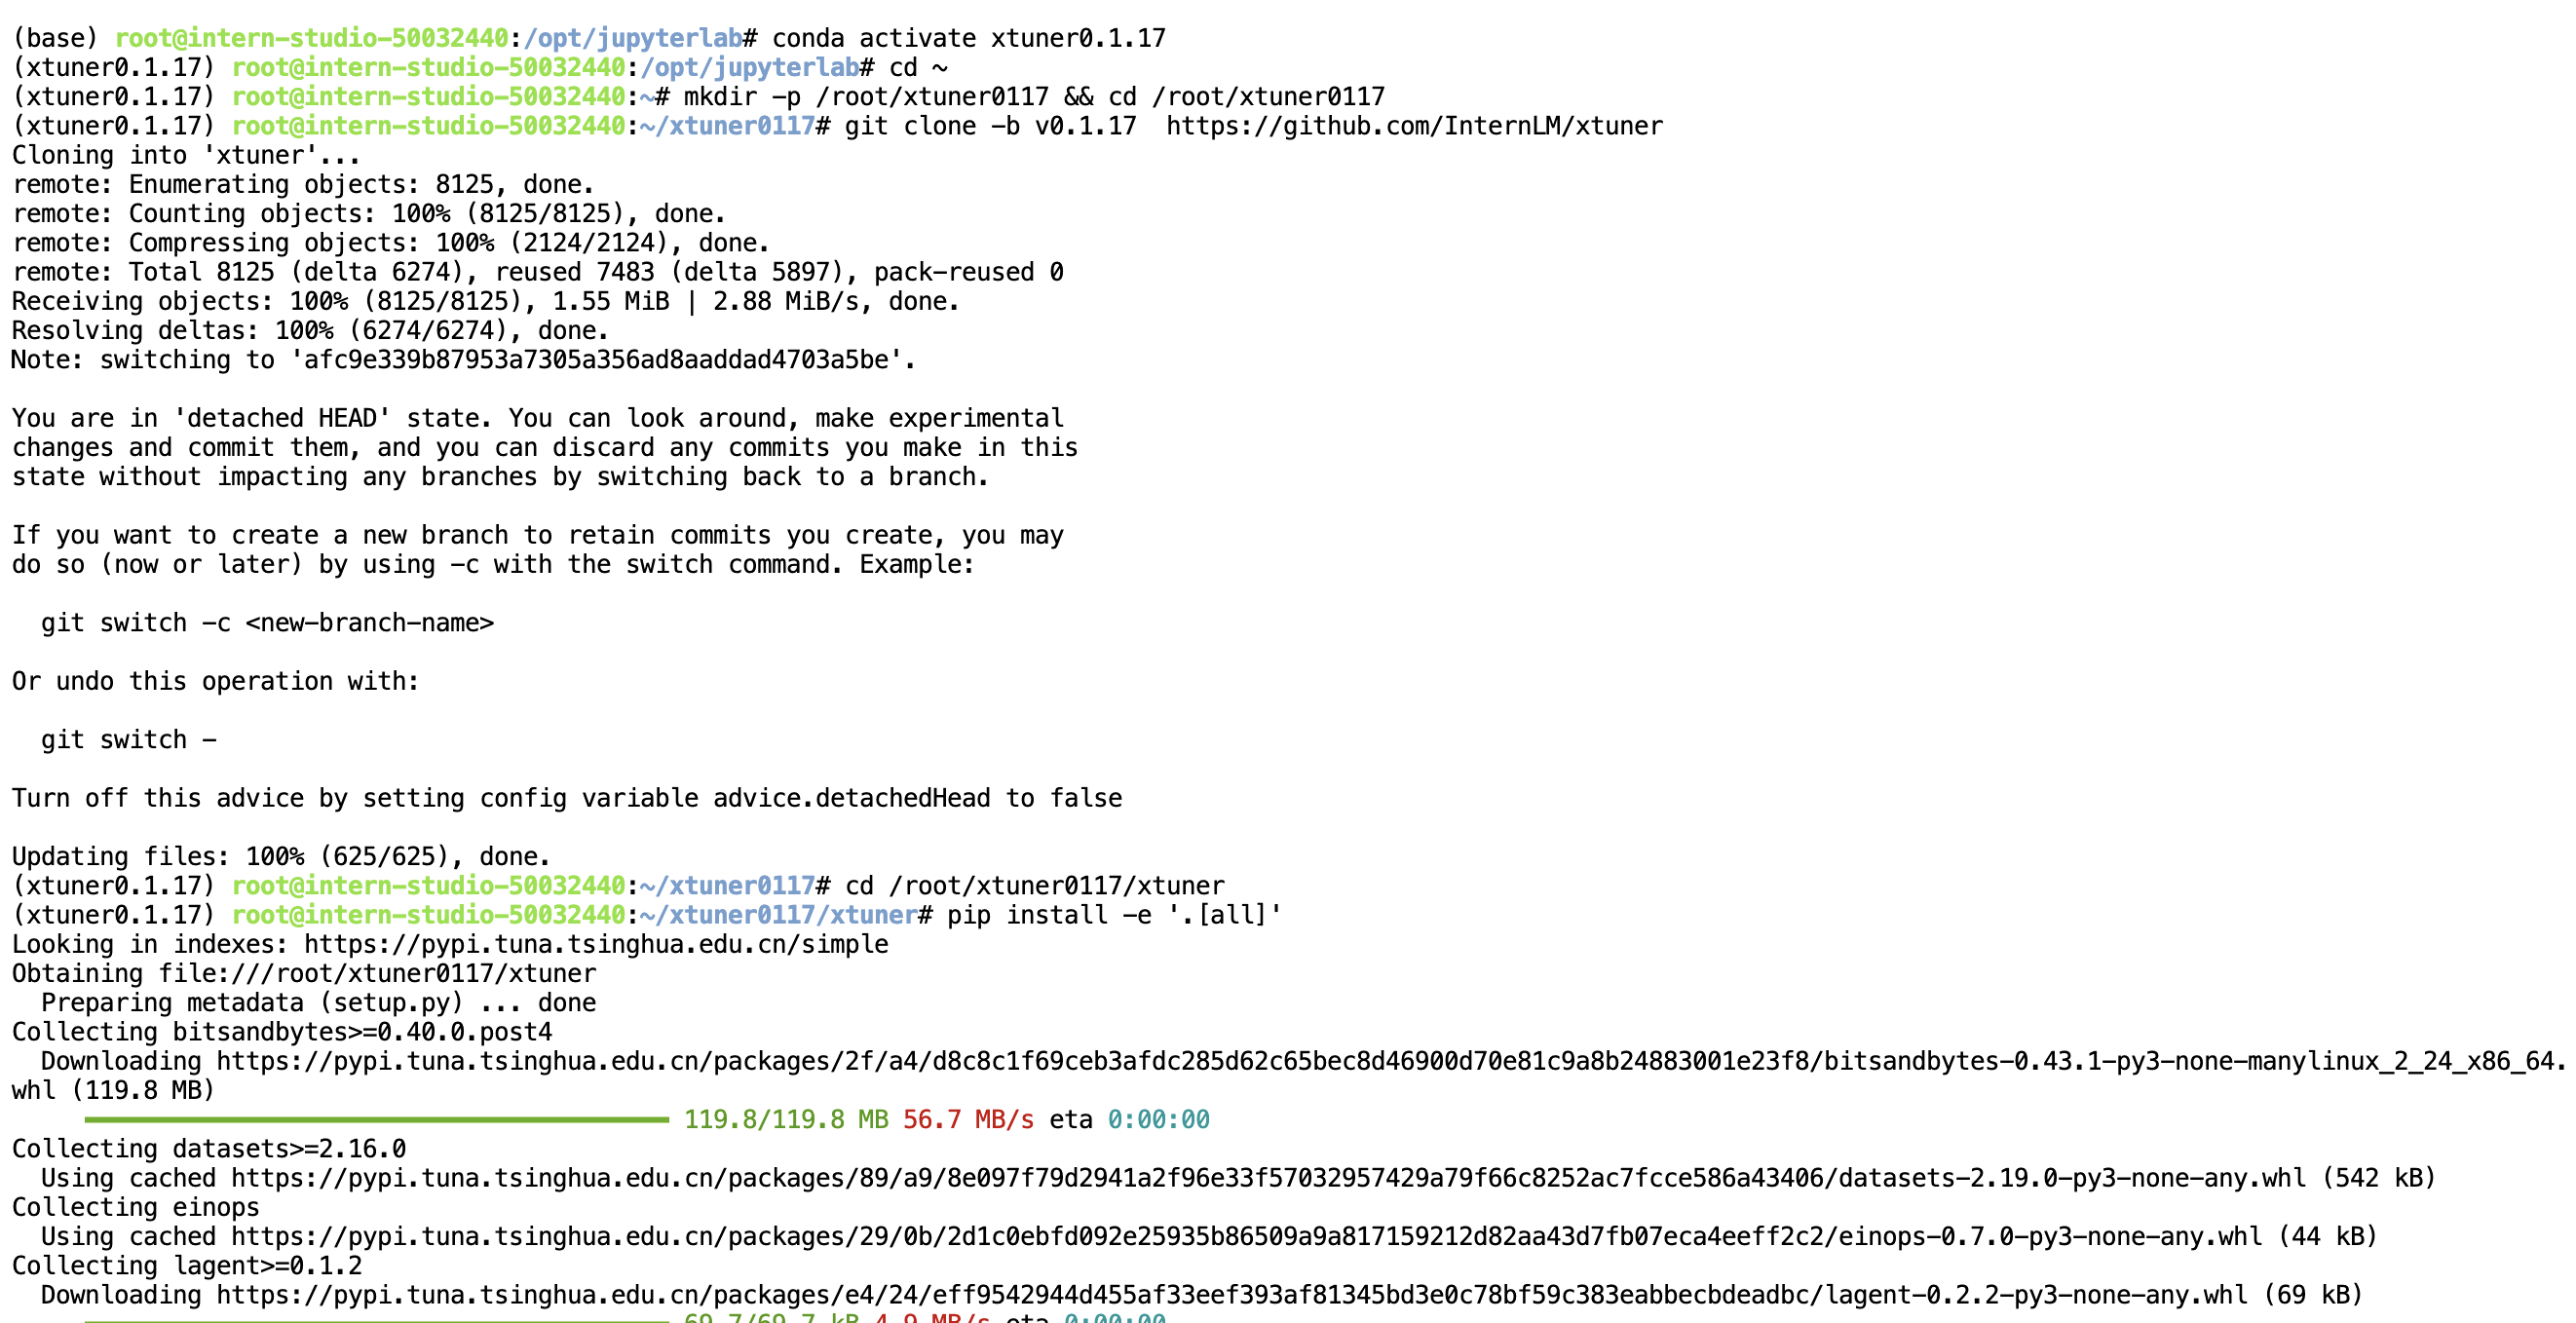 (base) root@intern-studio-50032440:/opt/jupyterlab# conda activate xtuner0.1.17
(xtuner0.1.17) root@intern-studio-50032440:/opt/jupyterlab# cd ~
(xtuner0.1.17) root@intern-studio-50032440:~# mkdir -p /root/xtuner0117 && cd /root/xtuner0117
(xtuner0.1.17) root@intern-studio-50032440:~/xtuner0117# git clone -b v0.1.17  https://github.com/InternLM/xtuner
Cloning into 'xtuner'...
remote: Enumerating objects: 8125, done.
remote: Counting objects: 100% (8125/8125), done.
remote: Compressing objects: 100% (2124/2124), done.
remote: Total 8125 (delta 6274), reused 7483 (delta 5897), pack-reused 0
Receiving objects: 100% (8125/8125), 1.55 MiB | 2.88 MiB/s, done.
Resolving deltas: 100% (6274/6274), done.
Note: switching to 'afc9e339b87953a7305a356ad8aaddad4703a5be'.
You are in 'detached HEAD' state. You can look around, make experimental
changes and commit them, and you can discard any commits you make in this
state without impacting any branches by switching back to a branch.
If you want to create a new branch to retain commits you create, you may
do so (now or later) by using -c with the switch command. Example:
  git switch -c <new-branch-name>
Or undo this operation with:
  git switch -
Turn off this advice by setting config variable advice.detachedHead to false
Updating files: 100% (625/625), done.
(xtuner0.1.17) root@intern-studio-50032440:~/xtuner0117# cd /root/xtuner0117/xtuner
(xtuner0.1.17) root@intern-studio-50032440:~/xtuner0117/xtuner# pip install -e '.[all]'
Looking in indexes: https://pypi.tuna.tsinghua.edu.cn/simple
Obtaining file:///root/xtuner0117/xtuner
  Preparing metadata (setup.py) ... done
Collecting bitsandbytes>=0.40.0.post4
  Downloading https://pypi.tuna.tsinghua.edu.cn/packages/2f/a4/d8c8c1f69ceb3afdc285d62c65bec8d46900d70e81c9a8b24883001e23f8/bitsandbytes-0.43.1-py3-none-manylinux_2_24_x86_64.
whl (119.8 MB)
119.8/119.8 MB 56.7 MB/s eta 0:00:00
Collecting datasets>=2.16.0
  Using cached https://pypi.tuna.tsinghua.edu.cn/packages/89/a9/8e097f79d2941a2f96e33f57032957429a79f66c8252ac7fcce586a43406/datasets-2.19.0-py3-none-any.whl (542 kB)
Collecting einops
  Using cached https://pypi.tuna.tsinghua.edu.cn/packages/29/0b/2d1c0ebfd092e25935b86509a9a817159212d82aa43d7fb07eca4eeff2c2/einops-0.7.0-py3-none-any.whl (44 kB)
Collecting lagent>=0.1.2
  Downloading https://pypi.tuna.tsinghua.edu.cn/packages/e4/24/eff9542944d455af33eef393af81345bd3e0c78bf59c383eabbecbdeadbc/lagent-0.2.2-py3-none-any.whl (69 kB)
69.7/69.7 kB 4.9 MB/s eta 0:00:00